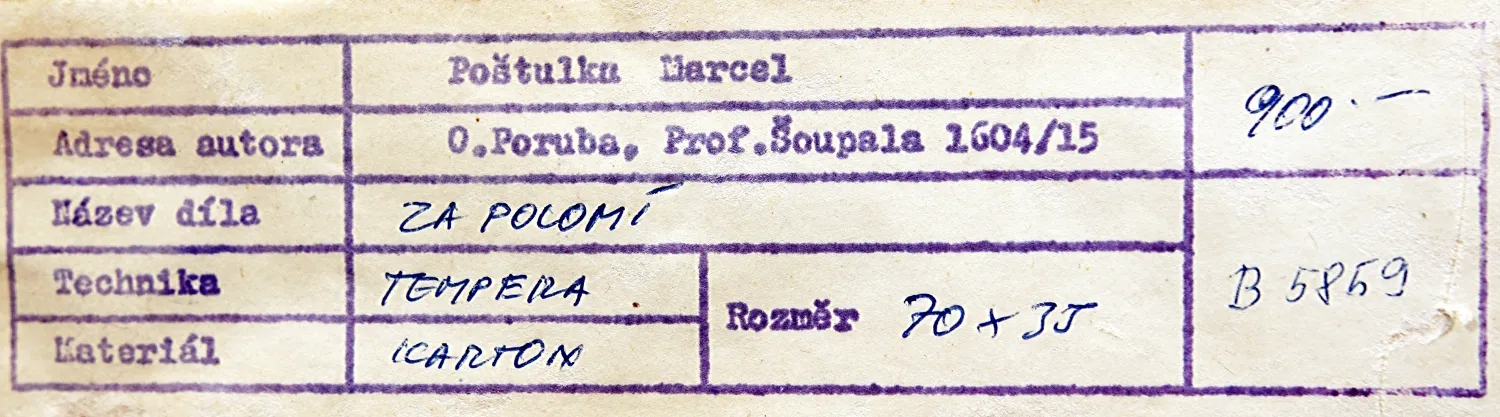 Jméno Poštulka Marcel 900.—
Adresa autora O.Poruba, Prof.Šoupala 1604/15
Název díla ZA POLOMÍ
Technika TEMPERA Rozměr 70 x 35 B 5859
Materiál KARTON